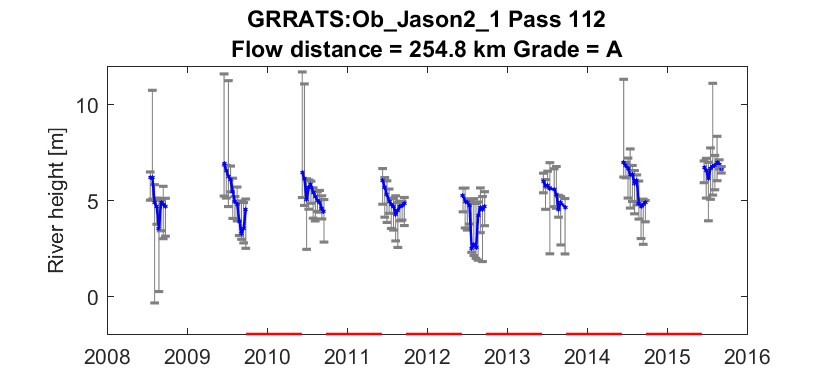 GRRATS:Ob_Jason2_1 Pass 112
Flow distance = 254.8 km Grade = A
10
5
0
River height [m]
2008 2009 2010 2011 2012 2013 2014 2015 2016